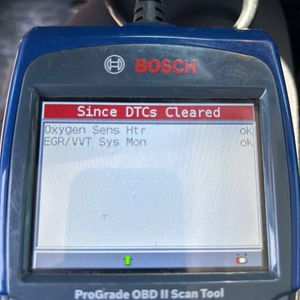 BOSCH
Since DTCs Cleared
Oxygen Sens Htr ok
EGR/VVT Sys Mon ok
ProGrade OBD II Scan Tool